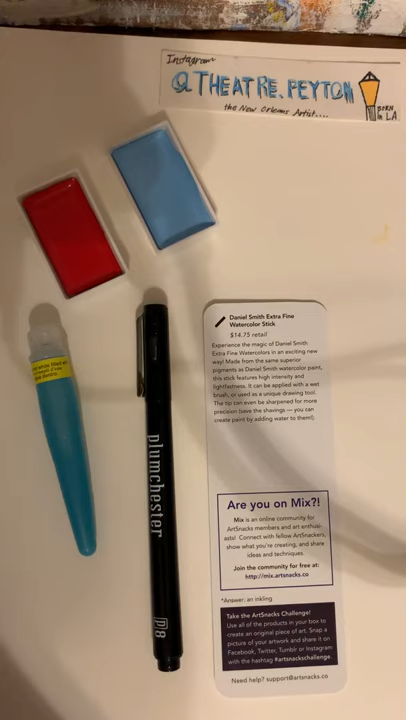 Instagram
@THEATRE.PEYTON
the New Orleans Artist....
BORN
in LA
plumchester
P8
Daniel Smith Extra Fine
Watercolor Stick
$14.75 retail
Experience the magic of Daniel Smith
Extra Fine Watercolors in an exciting new
way! Made from the same superior
pigments as Daniel Smith watercolor paint,
this stick features high intensity and
lightfastness. It can be applied with a wet
brush, or used as a unique drawing tool.
The tip can even be sharpened for more
precision (save the shavings — you can
create paint by adding water to them!).
Are you on Mix?!
Mix is an online community for
ArtSnacks members and art enthusi-
asts! Connect with fellow ArtSnackers,
show what you're creating, and share
ideas and techniques.
Join the community for free at:
http://mix.artsnacks.co
*Answer: an inkling
Take the ArtSnacks Challenge!
Use all of the products in your box to
create an original piece of art. Snap a
picture of your artwork and share it on
Facebook, Twitter, Tumblr or Instagram
with the hashtag #artsnackschallenge.
Need help? support@artsnacks.co